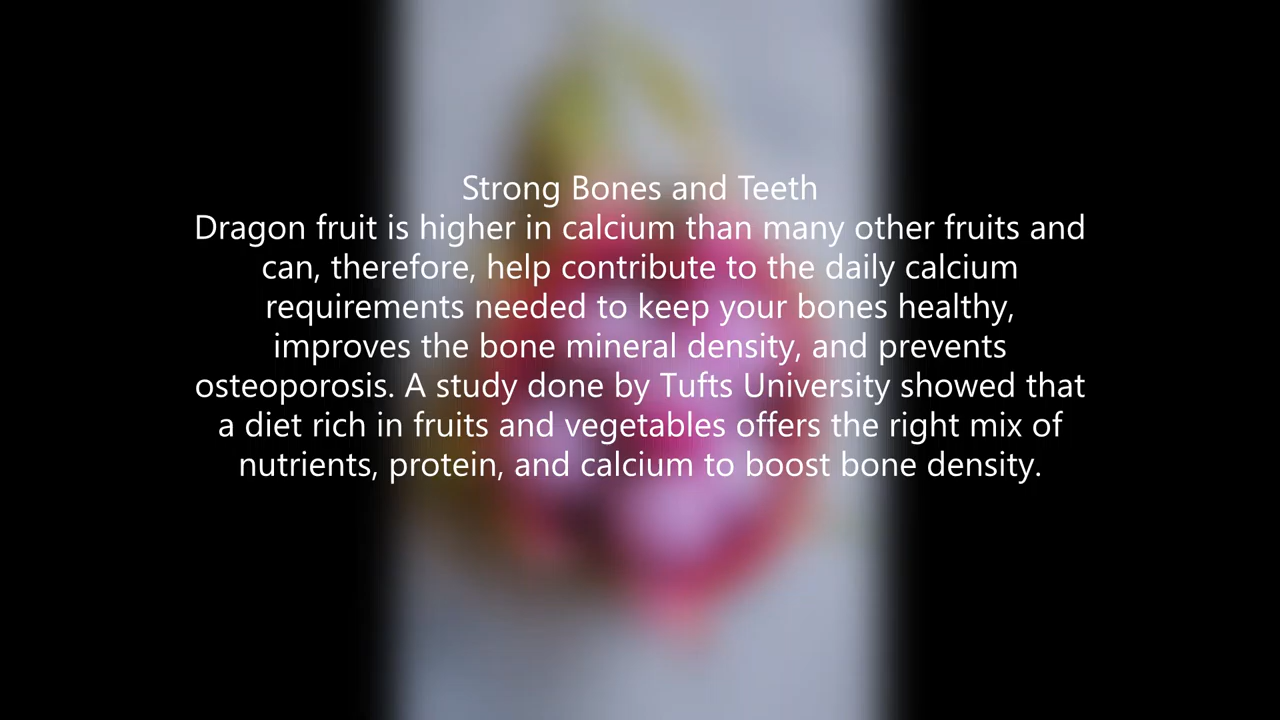 Strong Bones and Teeth
Dragon fruit is higher in calcium than many other fruits and
can, therefore, help contribute to the daily calcium
requirements needed to keep your bones healthy,
improves the bone mineral density, and prevents
osteoporosis. A study done by Tufts University showed that
a diet rich in fruits and vegetables offers the right mix of
nutrients, protein, and calcium to boost bone density.